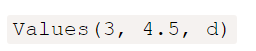 Values(3, 4.5, d)